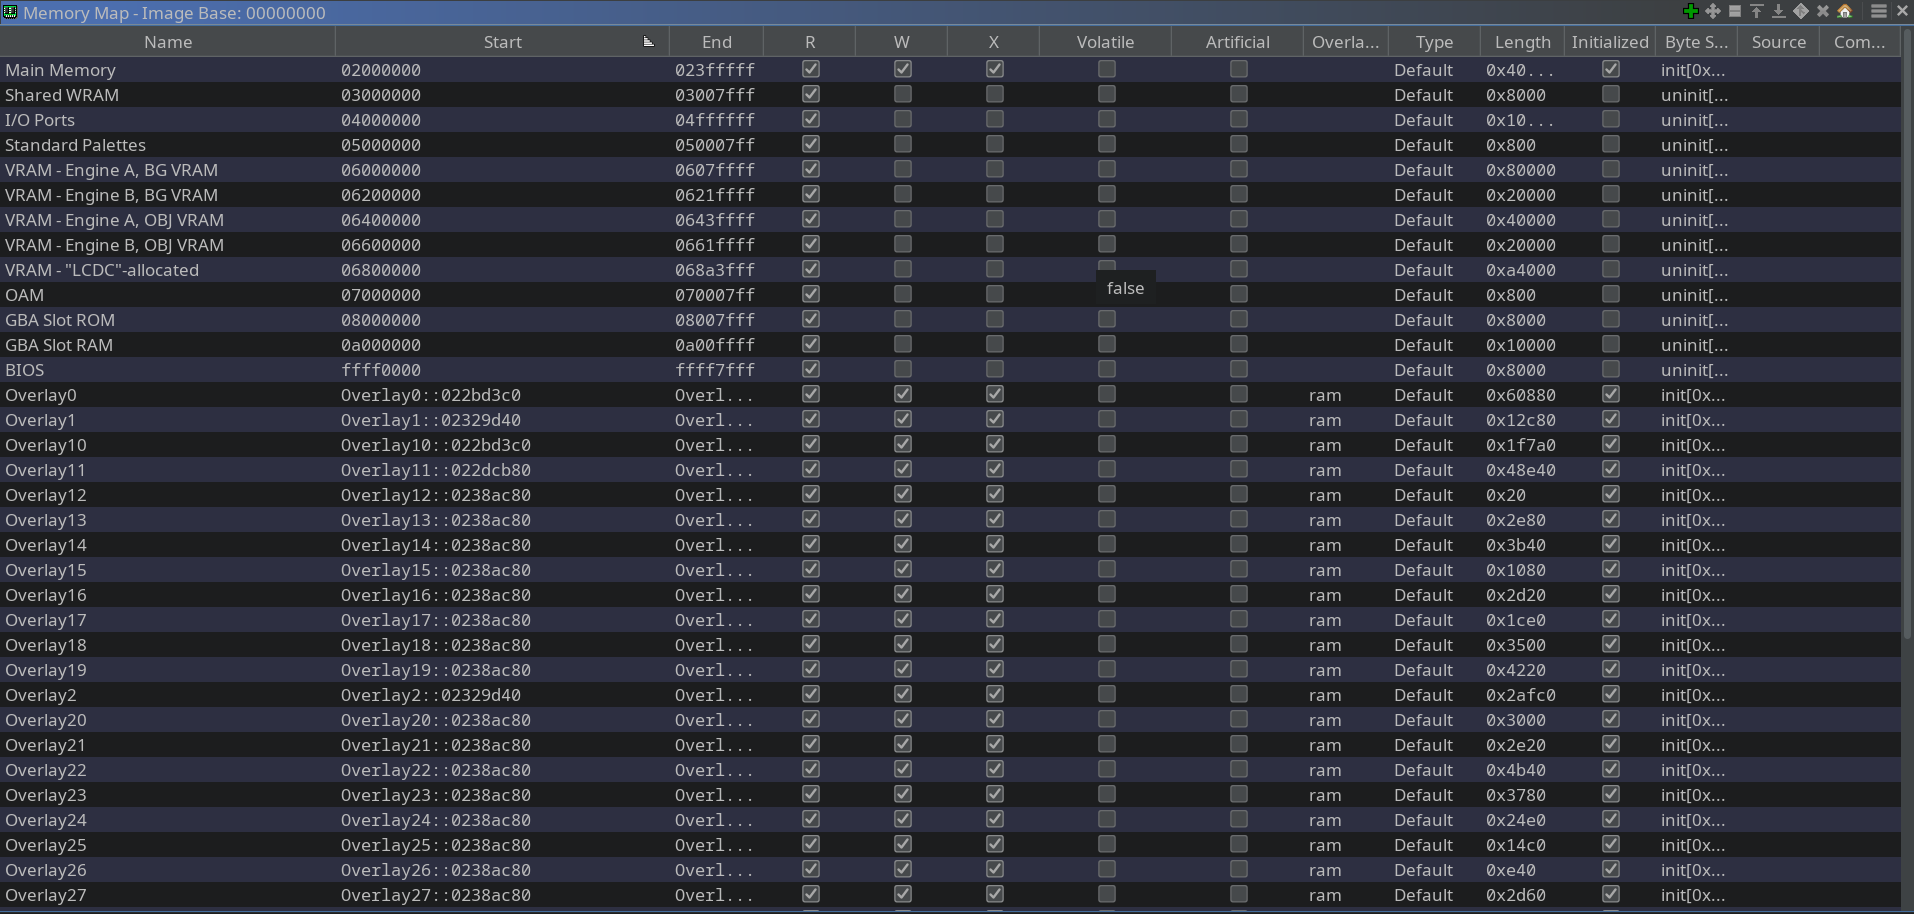 Memory Map - Image Base: 00000000
Name Start End R W X Volatile Artificial Overla... Type Length Initialized Byte S... Source Com...
Main Memory 02000000 023fffff Default 0x40... init[0x...
Shared WRAM 03000000 03007fff Default 0x8000 uninit[...
I/O Ports 04000000 04ffffff Default 0x10... uninit[...
Standard Palettes 05000000 050007ff Default 0x800 uninit[...
VRAM - Engine A, BG VRAM 06000000 0607ffff Default 0x80000 uninit[...
VRAM - Engine B, BG VRAM 06200000 0621ffff Default 0x20000 uninit[...
VRAM - Engine A, OBJ VRAM 06400000 0643ffff Default 0x40000 uninit[...
VRAM - Engine B, OBJ VRAM 06600000 0661ffff Default 0x20000 uninit[...
VRAM - "LCDC"-allocated 06800000 068a3fff Default 0xa4000 uninit[...
false
OAM 07000000 070007ff Default 0x800 uninit[...
GBA Slot ROM 08000000 08007fff Default 0x8000 uninit[...
GBA Slot RAM 0a000000 0a00ffff Default 0x10000 uninit[...
BIOS ffff0000 ffff7fff Default 0x8000 uninit[...
Overlay0 Overlay0::022bd3c0 Overl... ram Default 0x60880 init[0x...
Overlay1 Overlay1::02329d40 Overl... ram Default 0x12c80 init[0x...
Overlay10 Overlay10::022bd3c0 Overl... ram Default 0x1f7a0 init[0x...
Overlay11 Overlay11::022dcb80 Overl... ram Default 0x48e40 init[0x...
Overlay12 Overlay12::0238ac80 Overl... ram Default 0x20 init[0x...
Overlay13 Overlay13::0238ac80 Overl... ram Default 0x2e80 init[0x...
Overlay14 Overlay14::0238ac80 Overl... ram Default 0x3b40 init[0x...
Overlay15 Overlay15::0238ac80 Overl... ram Default 0x1080 init[0x...
Overlay16 Overlay16::0238ac80 Overl... ram Default 0x2d20 init[0x...
Overlay17 Overlay17::0238ac80 Overl... ram Default 0x1ce0 init[0x...
Overlay18 Overlay18::0238ac80 Overl... ram Default 0x3500 init[0x...
Overlay19 Overlay19::0238ac80 Overl... ram Default 0x4220 init[0x...
Overlay2 Overlay2::02329d40 Overl... ram Default 0x2afc0 init[0x...
Overlay20 Overlay20::0238ac80 Overl... ram Default 0x3000 init[0x...
Overlay21 Overlay21::0238ac80 Overl... ram Default 0x2e20 init[0x...
Overlay22 Overlay22::0238ac80 Overl... ram Default 0x4b40 init[0x...
Overlay23 Overlay23::0238ac80 Overl... ram Default 0x3780 init[0x...
Overlay24 Overlay24::0238ac80 Overl... ram Default 0x24e0 init[0x...
Overlay25 Overlay25::0238ac80 Overl... ram Default 0x14c0 init[0x...
Overlay26 Overlay26::0238ac80 Overl... ram Default 0xe40 init[0x...
Overlay27 Overlay27::0238ac80 Overl... ram Default 0x2d60 init[0x...